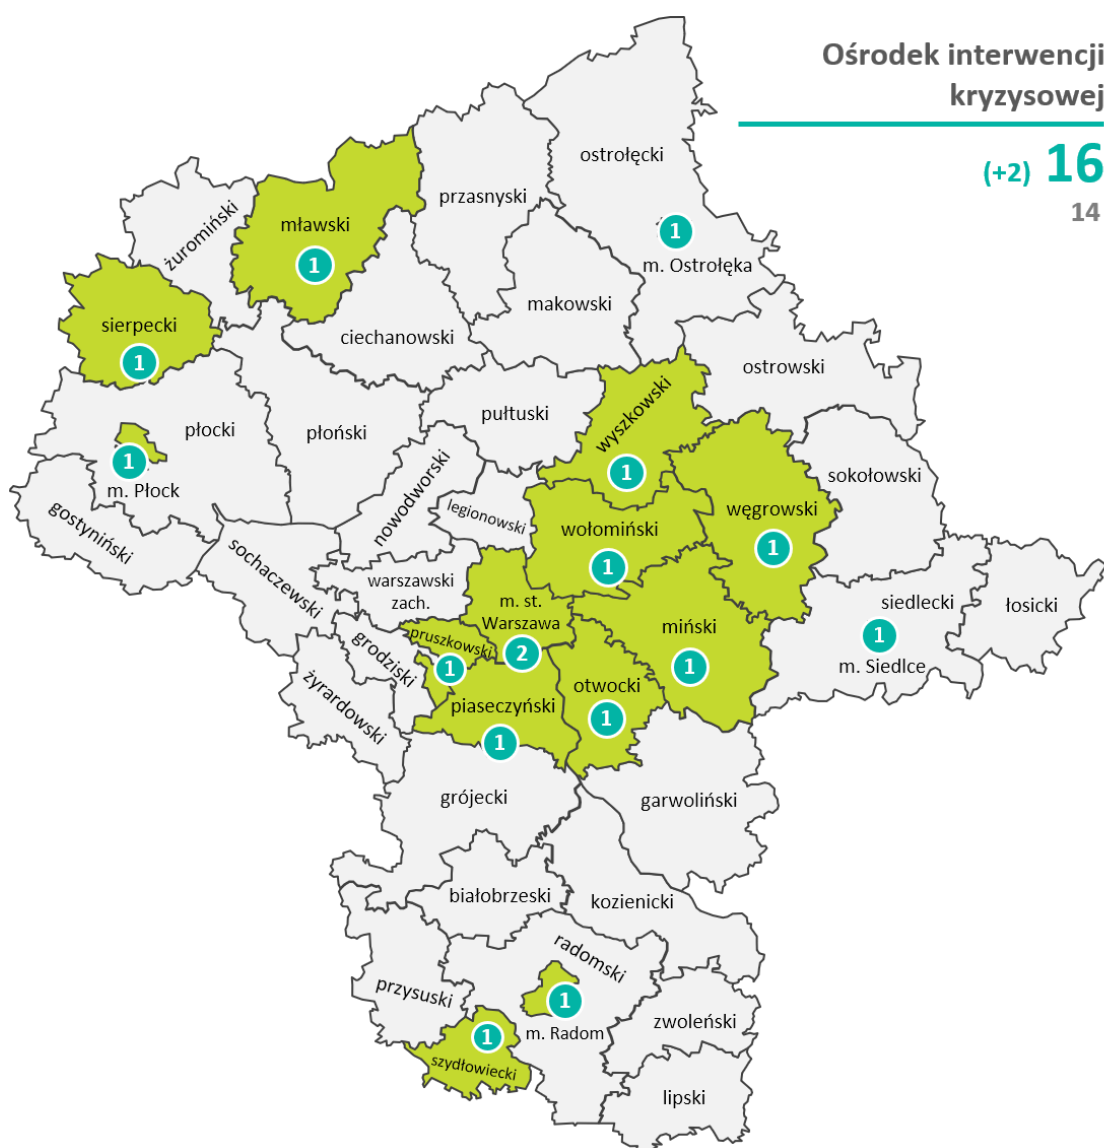 Ośrodek interwencji
kryzysowej
(+2) 16
14
ostrołęcki
przasnyski
żuromiński
mławski
1
1
m. Ostrołęka
makowski
sierpecki
1
ciechanowski
ostrowski
wyszkowski
1
pułtuski
płocki
płoński
1
m. Płock
nowodworski
legionowski
sokołowski
węgrowski
1
gostyniński
sochaczewski
wołomiński
1
warszawski
zach.
m. st.
Warszawa
2
siedlecki
1
m. Siedlce
łosicki
miński
1
pruszkowski
1
grodziski
żyrardowski
otwocki
1
piaseczyński
1
grójecki
garwoliński
białobrzeski
kozienicki
radomski
1
m. Radom
przysuski
zwoleński
1
szydłowiecki
lipski